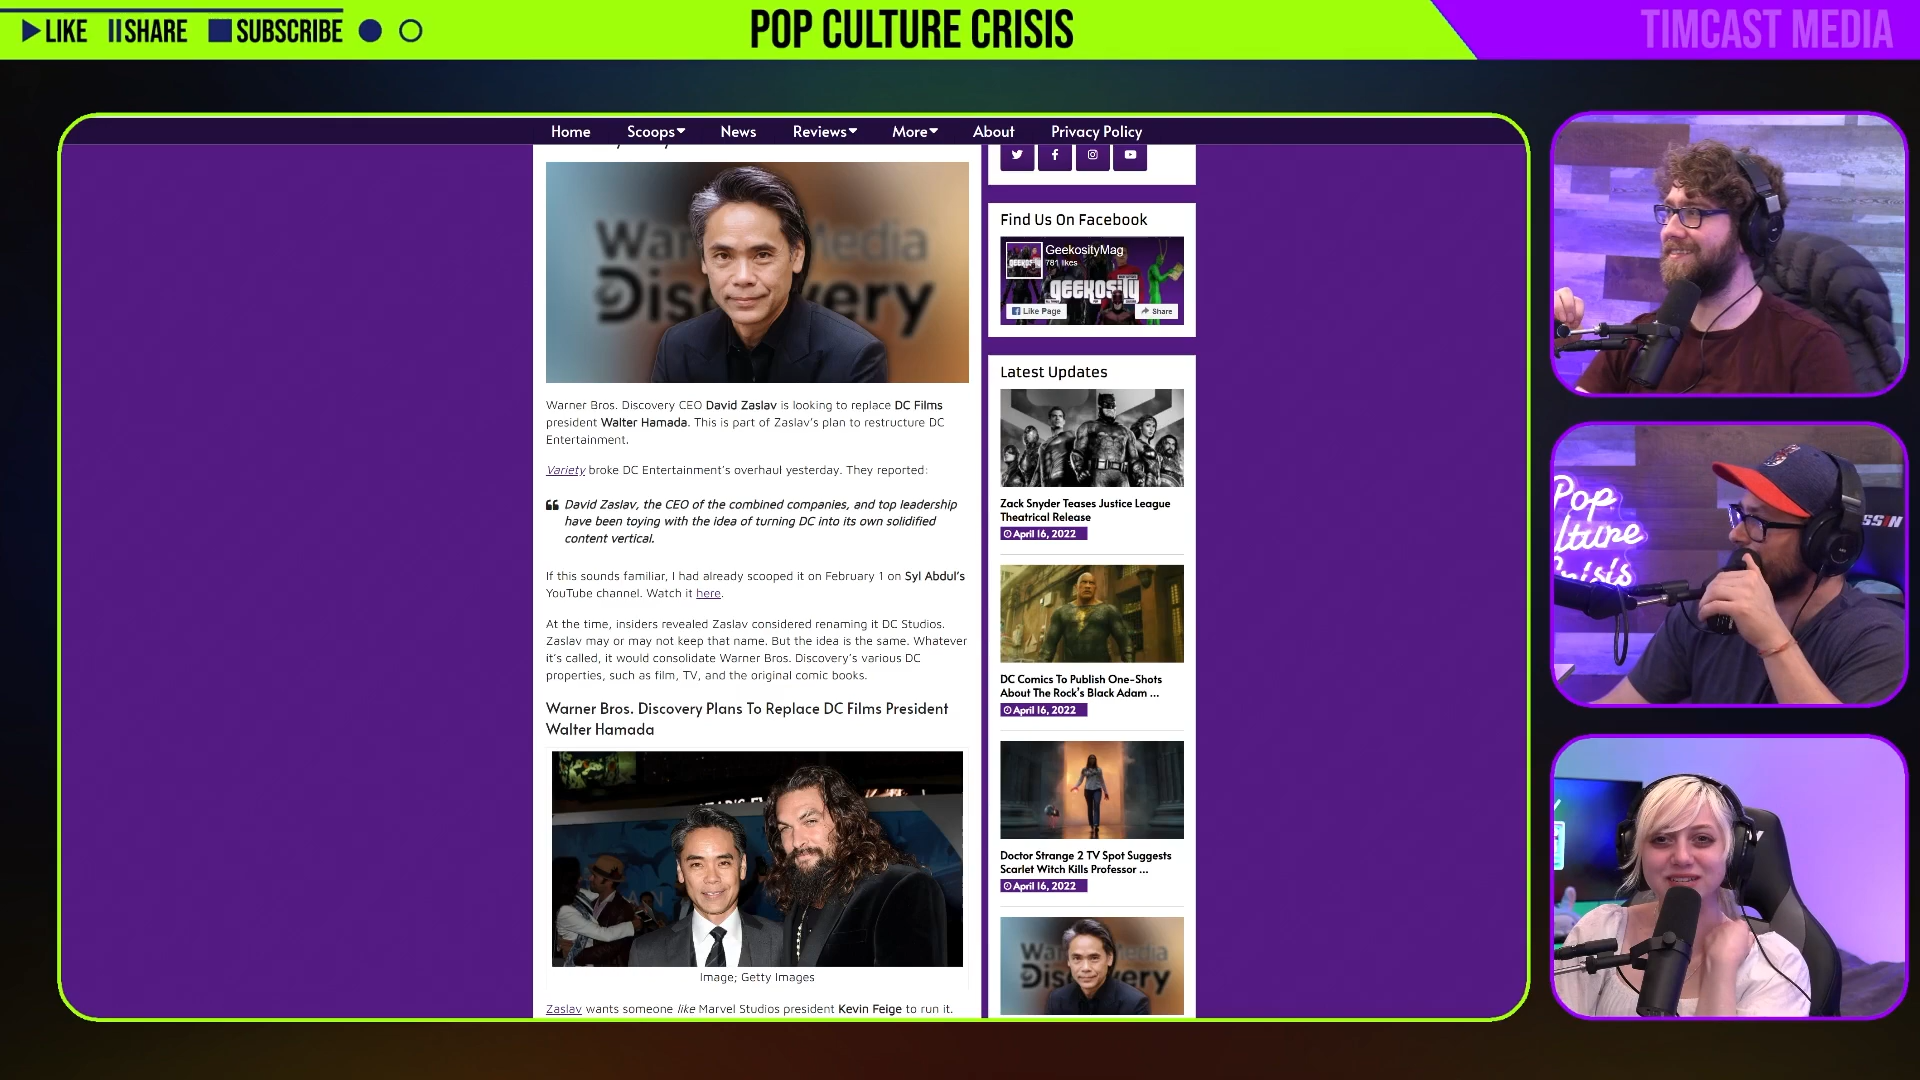 LIKE SHARE SUBSCRIBE
POP CULTURE CRISIS
TIMCAST MEDIA
Home Scoops News Reviews More About Privacy Policy
Warner Bros. Discovery CEO David Zaslav is looking to replace DC Films
president Walter Hamada. This is part of Zaslav's plan to restructure DC
Entertainment.
Variety broke DC Entertainment's overhaul yesterday. They reported:
David Zaslav, the CEO of the combined companies, and top leadership
have been toying with the idea of turning DC into its own solidified
content vertical.
If this sounds familiar, I had already scooped it on February 1 on Syl Abdul's
YouTube channel. Watch it here.
At the time, insiders revealed Zaslav considered renaming it DC Studios.
Zaslav may or may not keep that name. But the idea is the same. Whatever
it's called, it would consolidate Warner Bros. Discovery's various DC
properties, such as film, TV, and the original comic books.
Warner Bros. Discovery Plans To Replace DC Films President
Walter Hamada
Image; Getty Images
Zaslav wants someone like Marvel Studios president Kevin Feige to run it.
Find Us On Facebook
GeekosityMag
781 likes
GEEKOSITY
Like Page
Share
Latest Updates
Zack Snyder Teases Justice League
Theatrical Release
April 16, 2022
DC Comics To Publish One-Shots
About The Rock's Black Adam ...
April 16, 2022
Doctor Strange 2 TV Spot Suggests
Scarlet Witch Kills Professor ...
April 16, 2022
Pop
lture